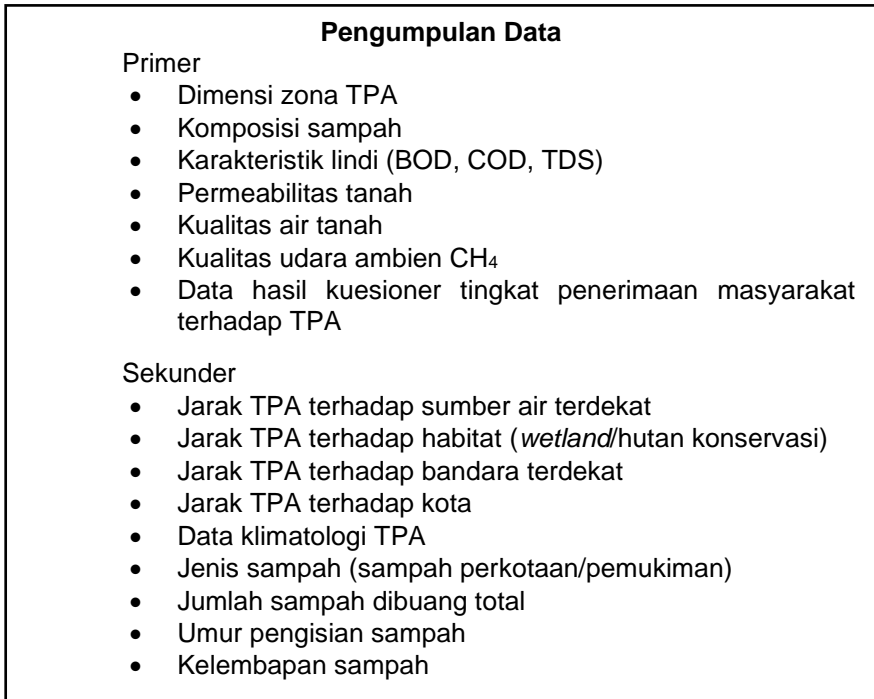 Pengumpulan Data
Primer
• Dimensi zona TPA
• Komposisi sampah
• Karakteristik lindi (BOD, COD, TDS)
• Permeabilitas tanah
• Kualitas air tanah
• Kualitas udara ambien CH₄
• Data hasil kuesioner tingkat penerimaan masyarakat
terhadap TPA
Sekunder
• Jarak TPA terhadap sumber air terdekat
• Jarak TPA terhadap habitat (wetland/hutan konservasi)
• Jarak TPA terhadap bandara terdekat
• Jarak TPA terhadap kota
• Data klimatologi TPA
• Jenis sampah (sampah perkotaan/pemukiman)
• Jumlah sampah dibuang total
• Umur pengisian sampah
• Kelembapan sampah